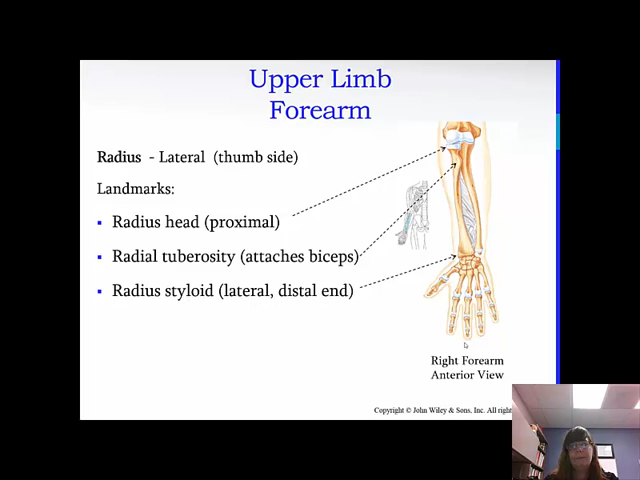 Upper Limb
Forearm
Radius - Lateral (thumb side)
Landmarks:
▪ Radius head (proximal)
▪ Radial tuberosity (attaches biceps)
▪ Radius styloid (lateral, distal end)
Right Forearm
Anterior View
Copyright © John Wiley & Sons, Inc. All right